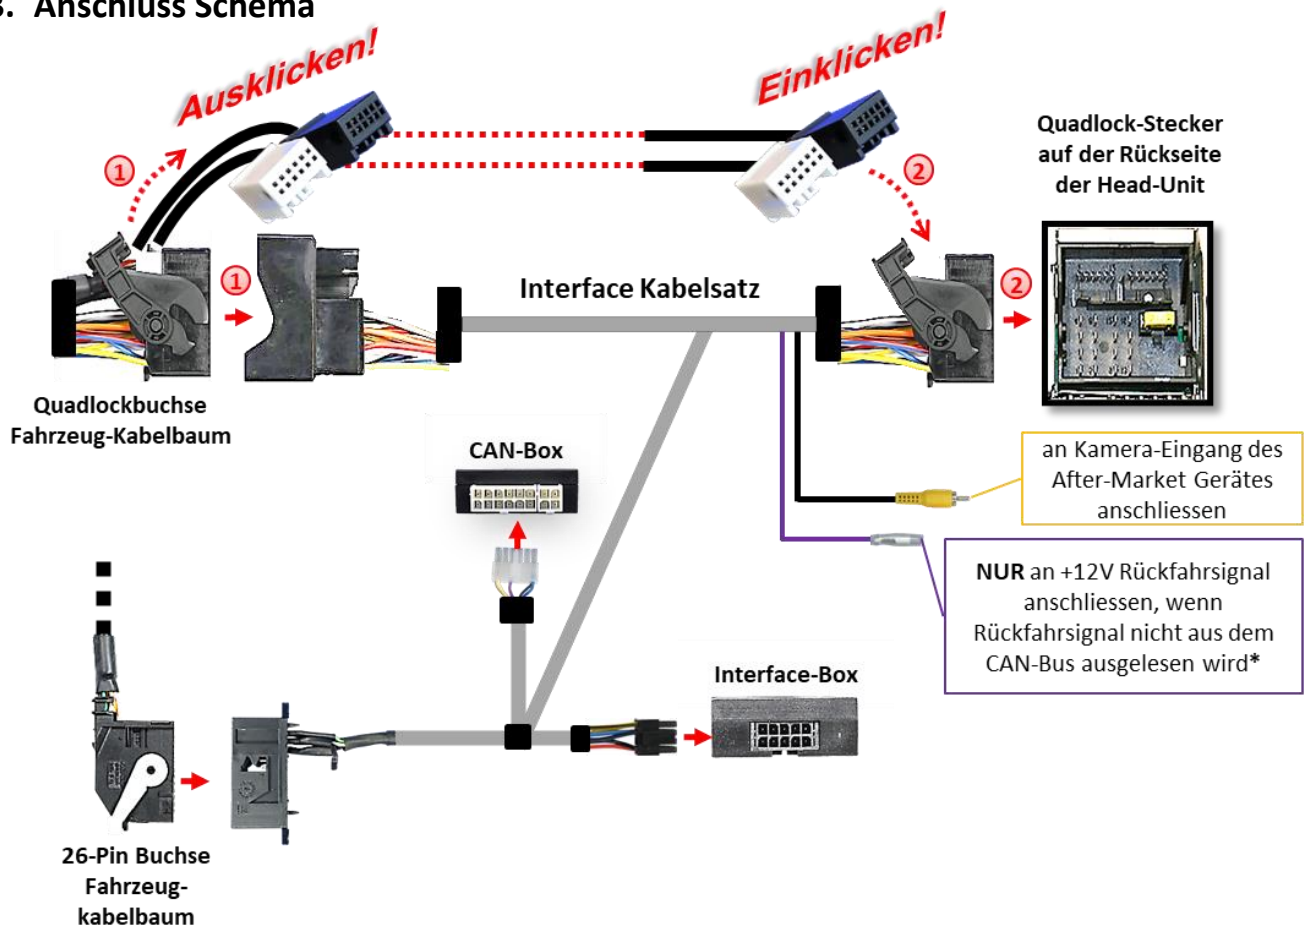 3. Anschluss Schema
Ausklicken!
Einklicken!
Quadlock-Stecker
auf der Rückseite
der Head-Unit
1
2
1
2
Interface Kabelsatz
Quadlockbuchse
Fahrzeug-Kabelbaum
CAN-Box
an Kamera-Eingang des
After-Market Gerätes
anschliessen
NUR an +12V Rückfahrsignal
anschliessen, wenn
Rückfahrsignal nicht aus dem
CAN-Bus ausgelesen wird*
Interface-Box
26-Pin Buchse
Fahrzeug-
kabelbaum